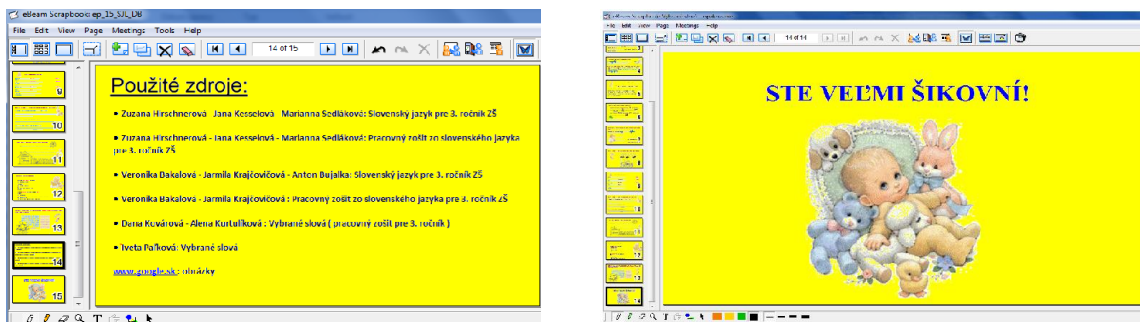 eBeam Scrapbook: ep_15_SJL_DB
File Edit View Page Meetings Tools Help
14 of 15
Použité zdroje:
• Zuzana Hirschnerová - Jana Kesselová - Marianna Sedláková: Slovenský jazyk pre 3. ročník ZŠ
• Zuzana Hirschnerová - Jana Kesselová - Marianna Sedláková: Pracovný zošit zo slovenského jazyka
pre 3. ročník ZŠ
• Veronika Bakalová - Jarmila Krajčovičová - Anton Bujalka: Slovenský jazyk pre 3. ročník ZŠ
• Veronika Bakalová - Jarmila Krajčovičová : Pracovný zošit zo slovenského jazyka pre 3. ročník ZŠ
• Dana Kovárová - Alena Kurtulíková : Vybrané slová ( pracovný zošit pre 3. ročník )
• Iveta Paľková: Vybrané slová
www.google.sk : obrázky
9
10
11
12
13
14
15
File Edit View Page Meetings Help
14 of 14
STE VEĽMI ŠIKOVNÍ!